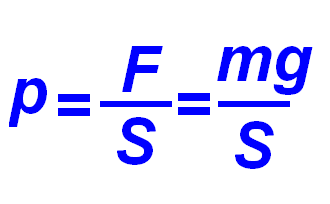 p = F/S = mg/S